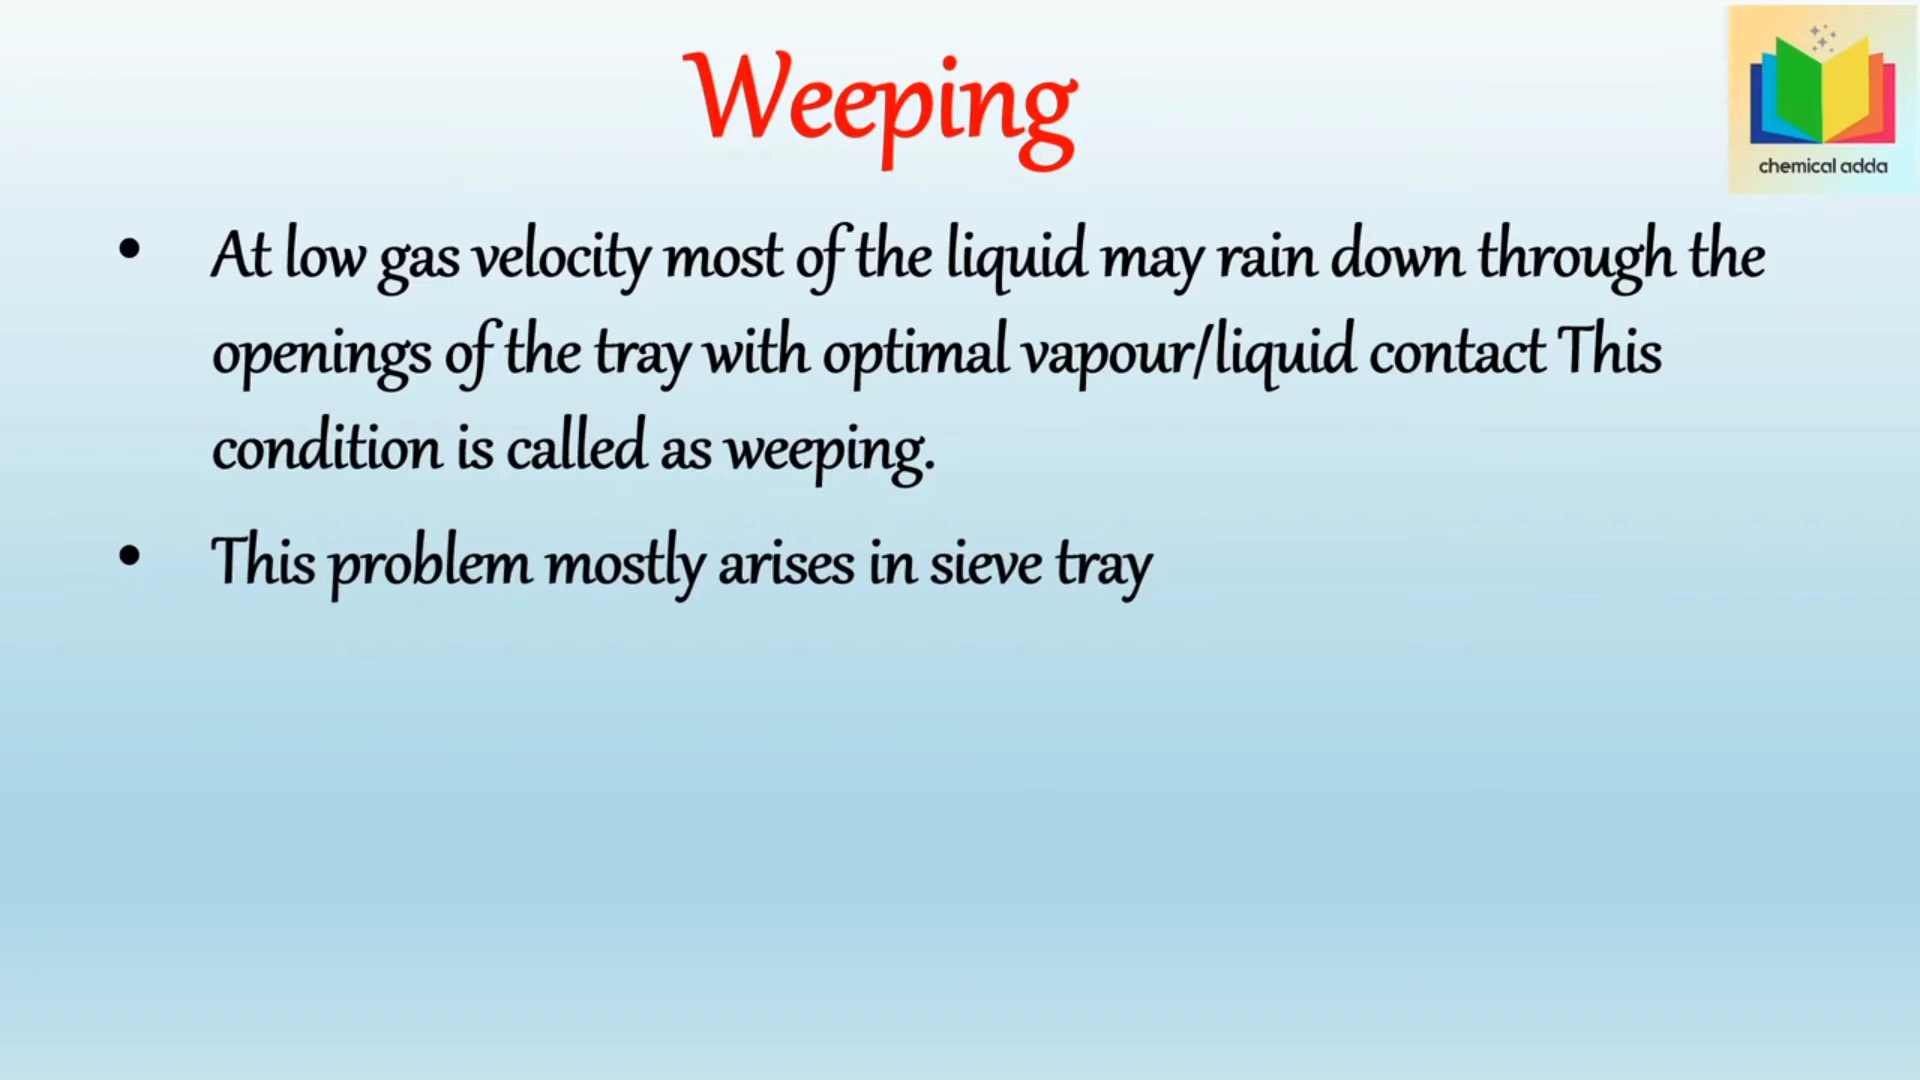 Weeping
chemical adda
• At low gas velocity most of the liquid may rain down through the
openings of the tray with optimal vapour/liquid contact This
condition is called as weeping.
• This problem mostly arises in sieve tray